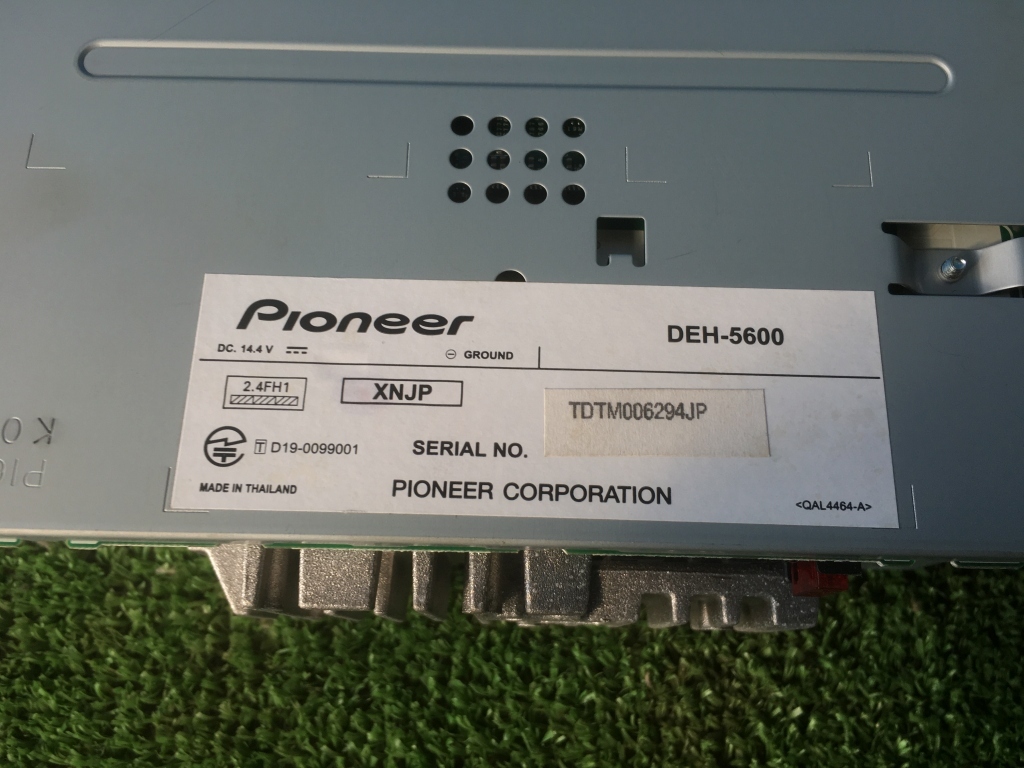 Pioneer
DEH-5600
DC. 14.4 V
⊖ GROUND
2.4FH1
XNJP
TDTM006294JP
T D19-0099001
SERIAL NO.
MADE IN THAILAND
PIONEER CORPORATION
<QAL4464-A>